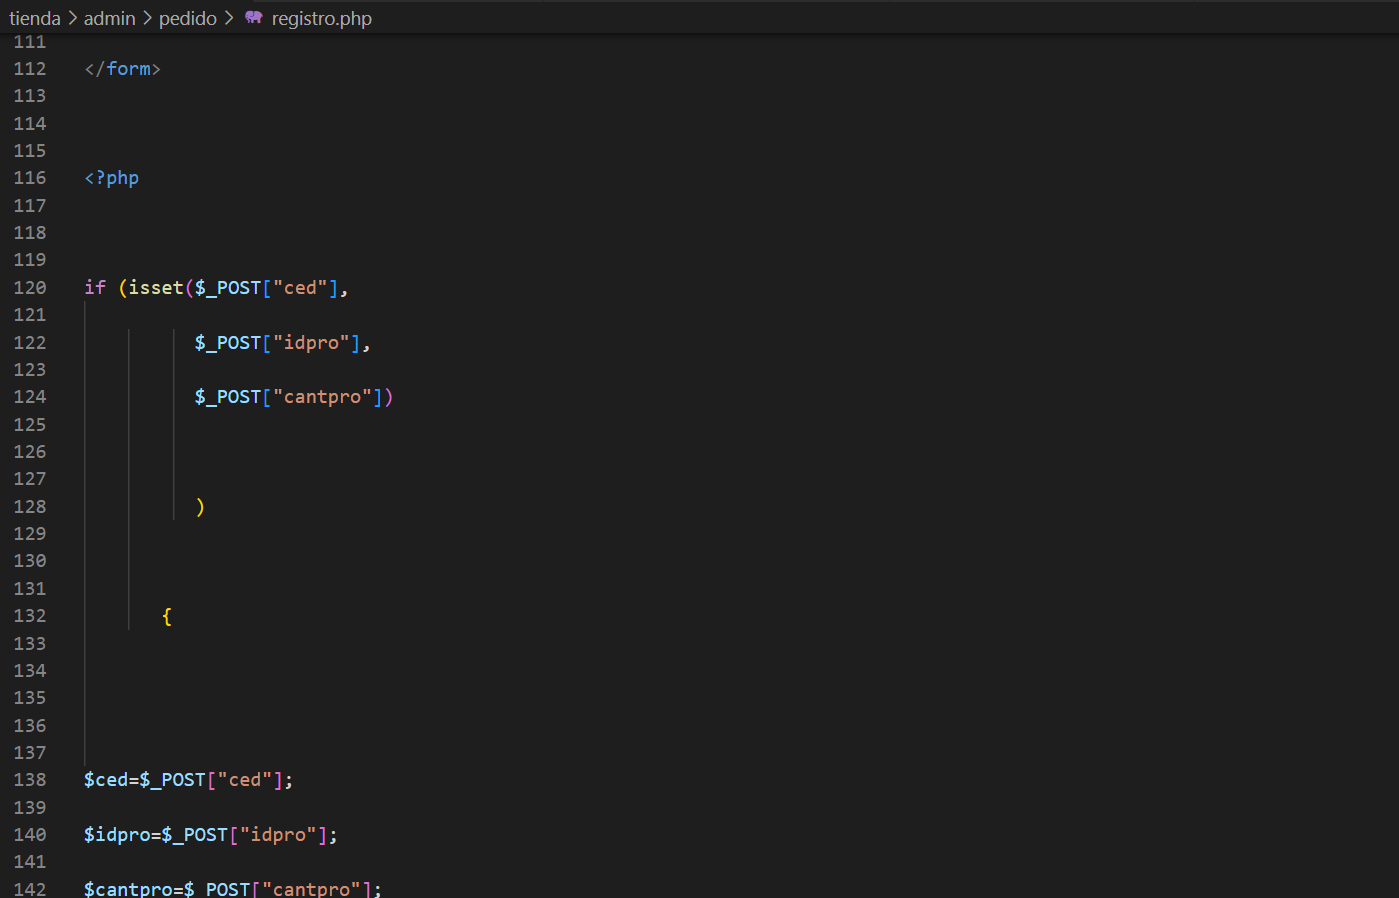 tienda > admin > pedido > registro.php
111
112 </form>
113
114
115
116 <?php
117
118
119
120 if (isset($_POST["ced"],
121
122 $_POST["idpro"],
123
124 $_POST["cantpro"])
125
126
127
128 )
129
130
131
132 {
133
134
135
136
137
138 $ced=$_POST["ced"];
139
140 $idpro=$_POST["idpro"];
141
142 $cantpro=$_POST["cantpro"];